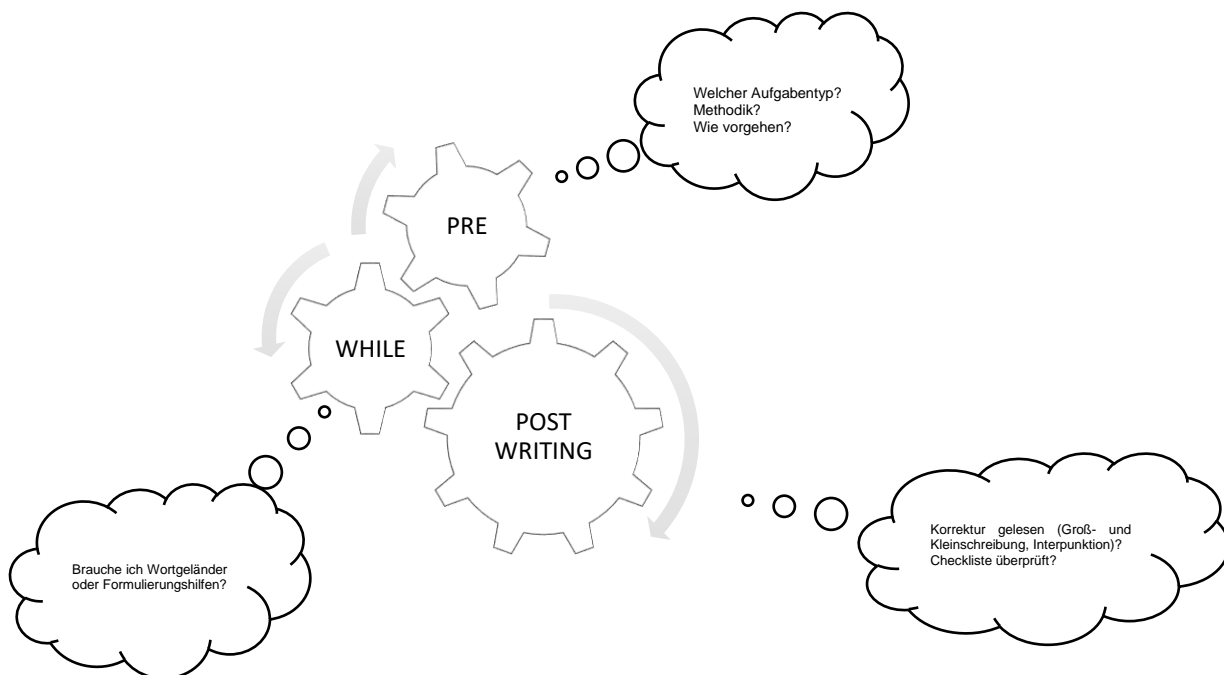 Welcher Aufgabentyp?
Methodik?
Wie vorgehen?
PRE
WHILE
POST
WRITING
Korrektur gelesen (Groß- und
Kleinschreibung, Interpunktion)?
Checkliste überprüft?
Brauche ich Wortgeländer
oder Formulierungshilfen?